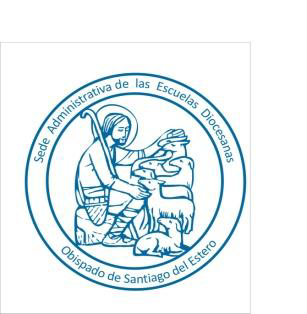 Sede Administrativa de las Escuelas Diocesanas
Obispado de Santiago del Estero